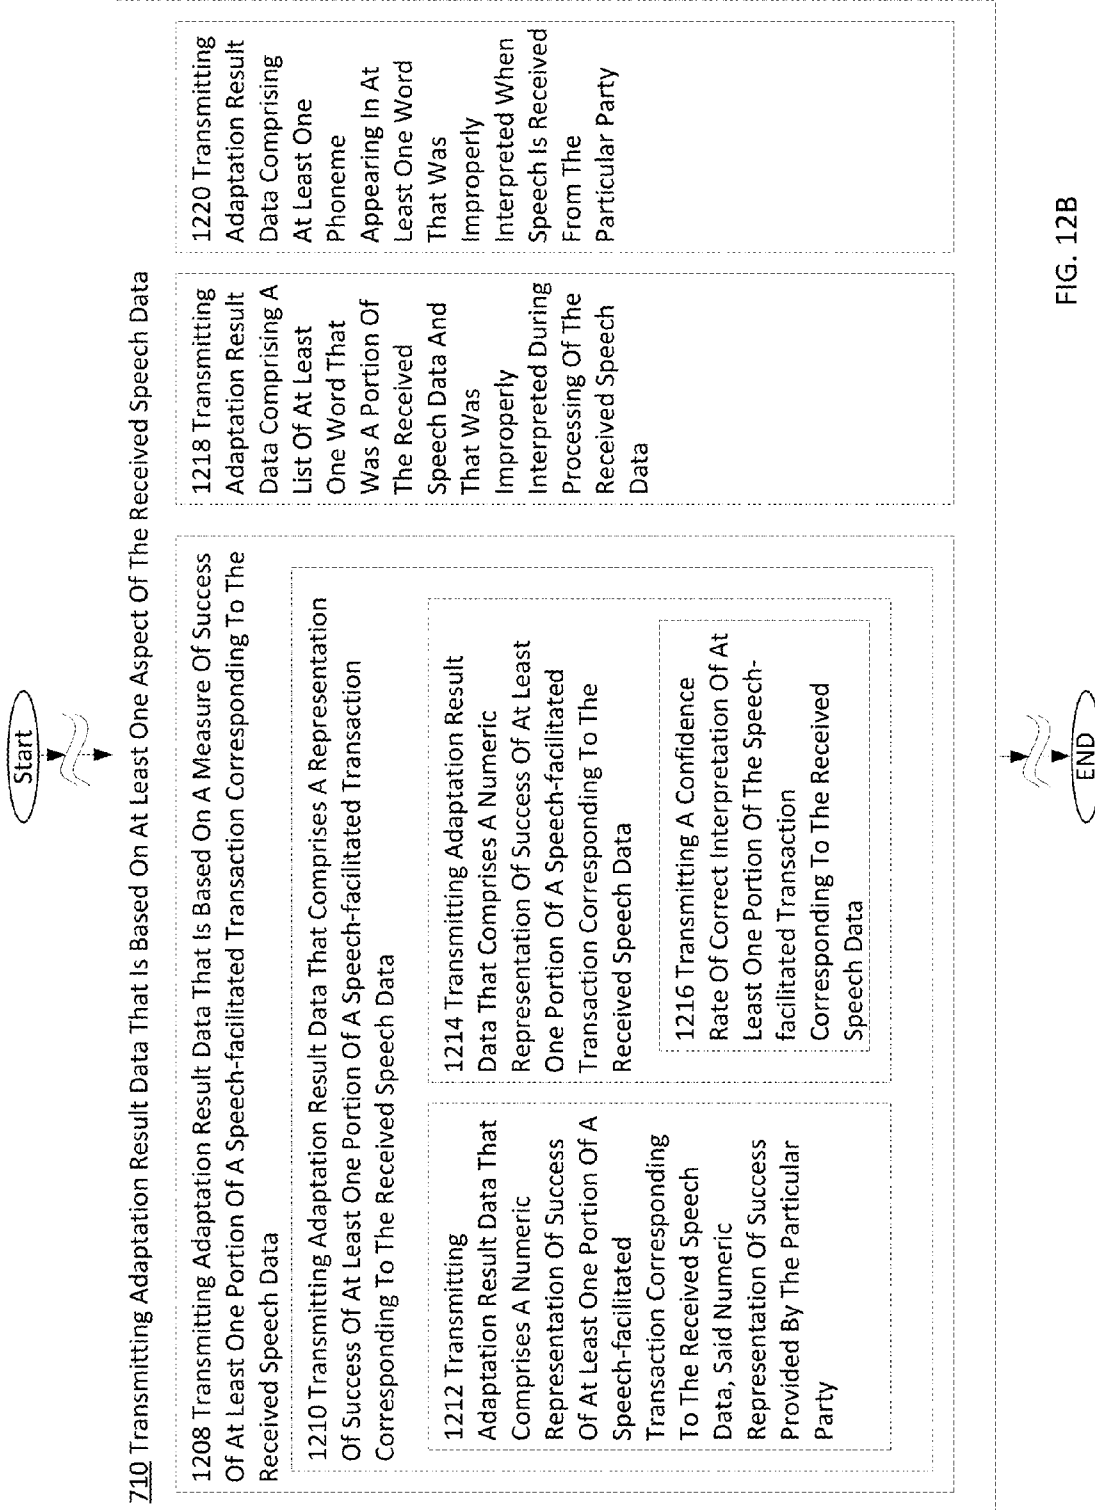 Start
710 Transmitting Adaptation Result Data That Is Based On At Least One Aspect Of The Received Speech Data
1208 Transmitting Adaptation Result Data That Is Based On A Measure Of Success
Of At Least One Portion Of A Speech-facilitated Transaction Corresponding To The
Received Speech Data
1210 Transmitting Adaptation Result Data That Comprises A Representation
Of Success Of At Least One Portion Of A Speech-facilitated Transaction
Corresponding To The Received Speech Data
1212 Transmitting
Adaptation Result Data That
Comprises A Numeric
Representation Of Success
Of At Least One Portion Of A
Speech-facilitated
Transaction Corresponding
To The Received Speech
Data, Said Numeric
Representation Of Success
Provided By The Particular
Party
1214 Transmitting Adaptation Result
Data That Comprises A Numeric
Representation Of Success Of At Least
One Portion Of A Speech-facilitated
Transaction Corresponding To The
Received Speech Data
1216 Transmitting A Confidence
Rate Of Correct Interpretation Of At
Least One Portion Of The Speech-
facilitated Transaction
Corresponding To The Received
Speech Data
1218 Transmitting
Adaptation Result
Data Comprising A
List Of At Least
One Word That
Was A Portion Of
The Received
Speech Data And
That Was
Improperly
Interpreted During
Processing Of The
Received Speech
Data
1220 Transmitting
Adaptation Result
Data Comprising
At Least One
Phoneme
Appearing In At
Least One Word
That Was
Improperly
Interpreted When
Speech Is Received
From The
Particular Party
END
FIG. 12B